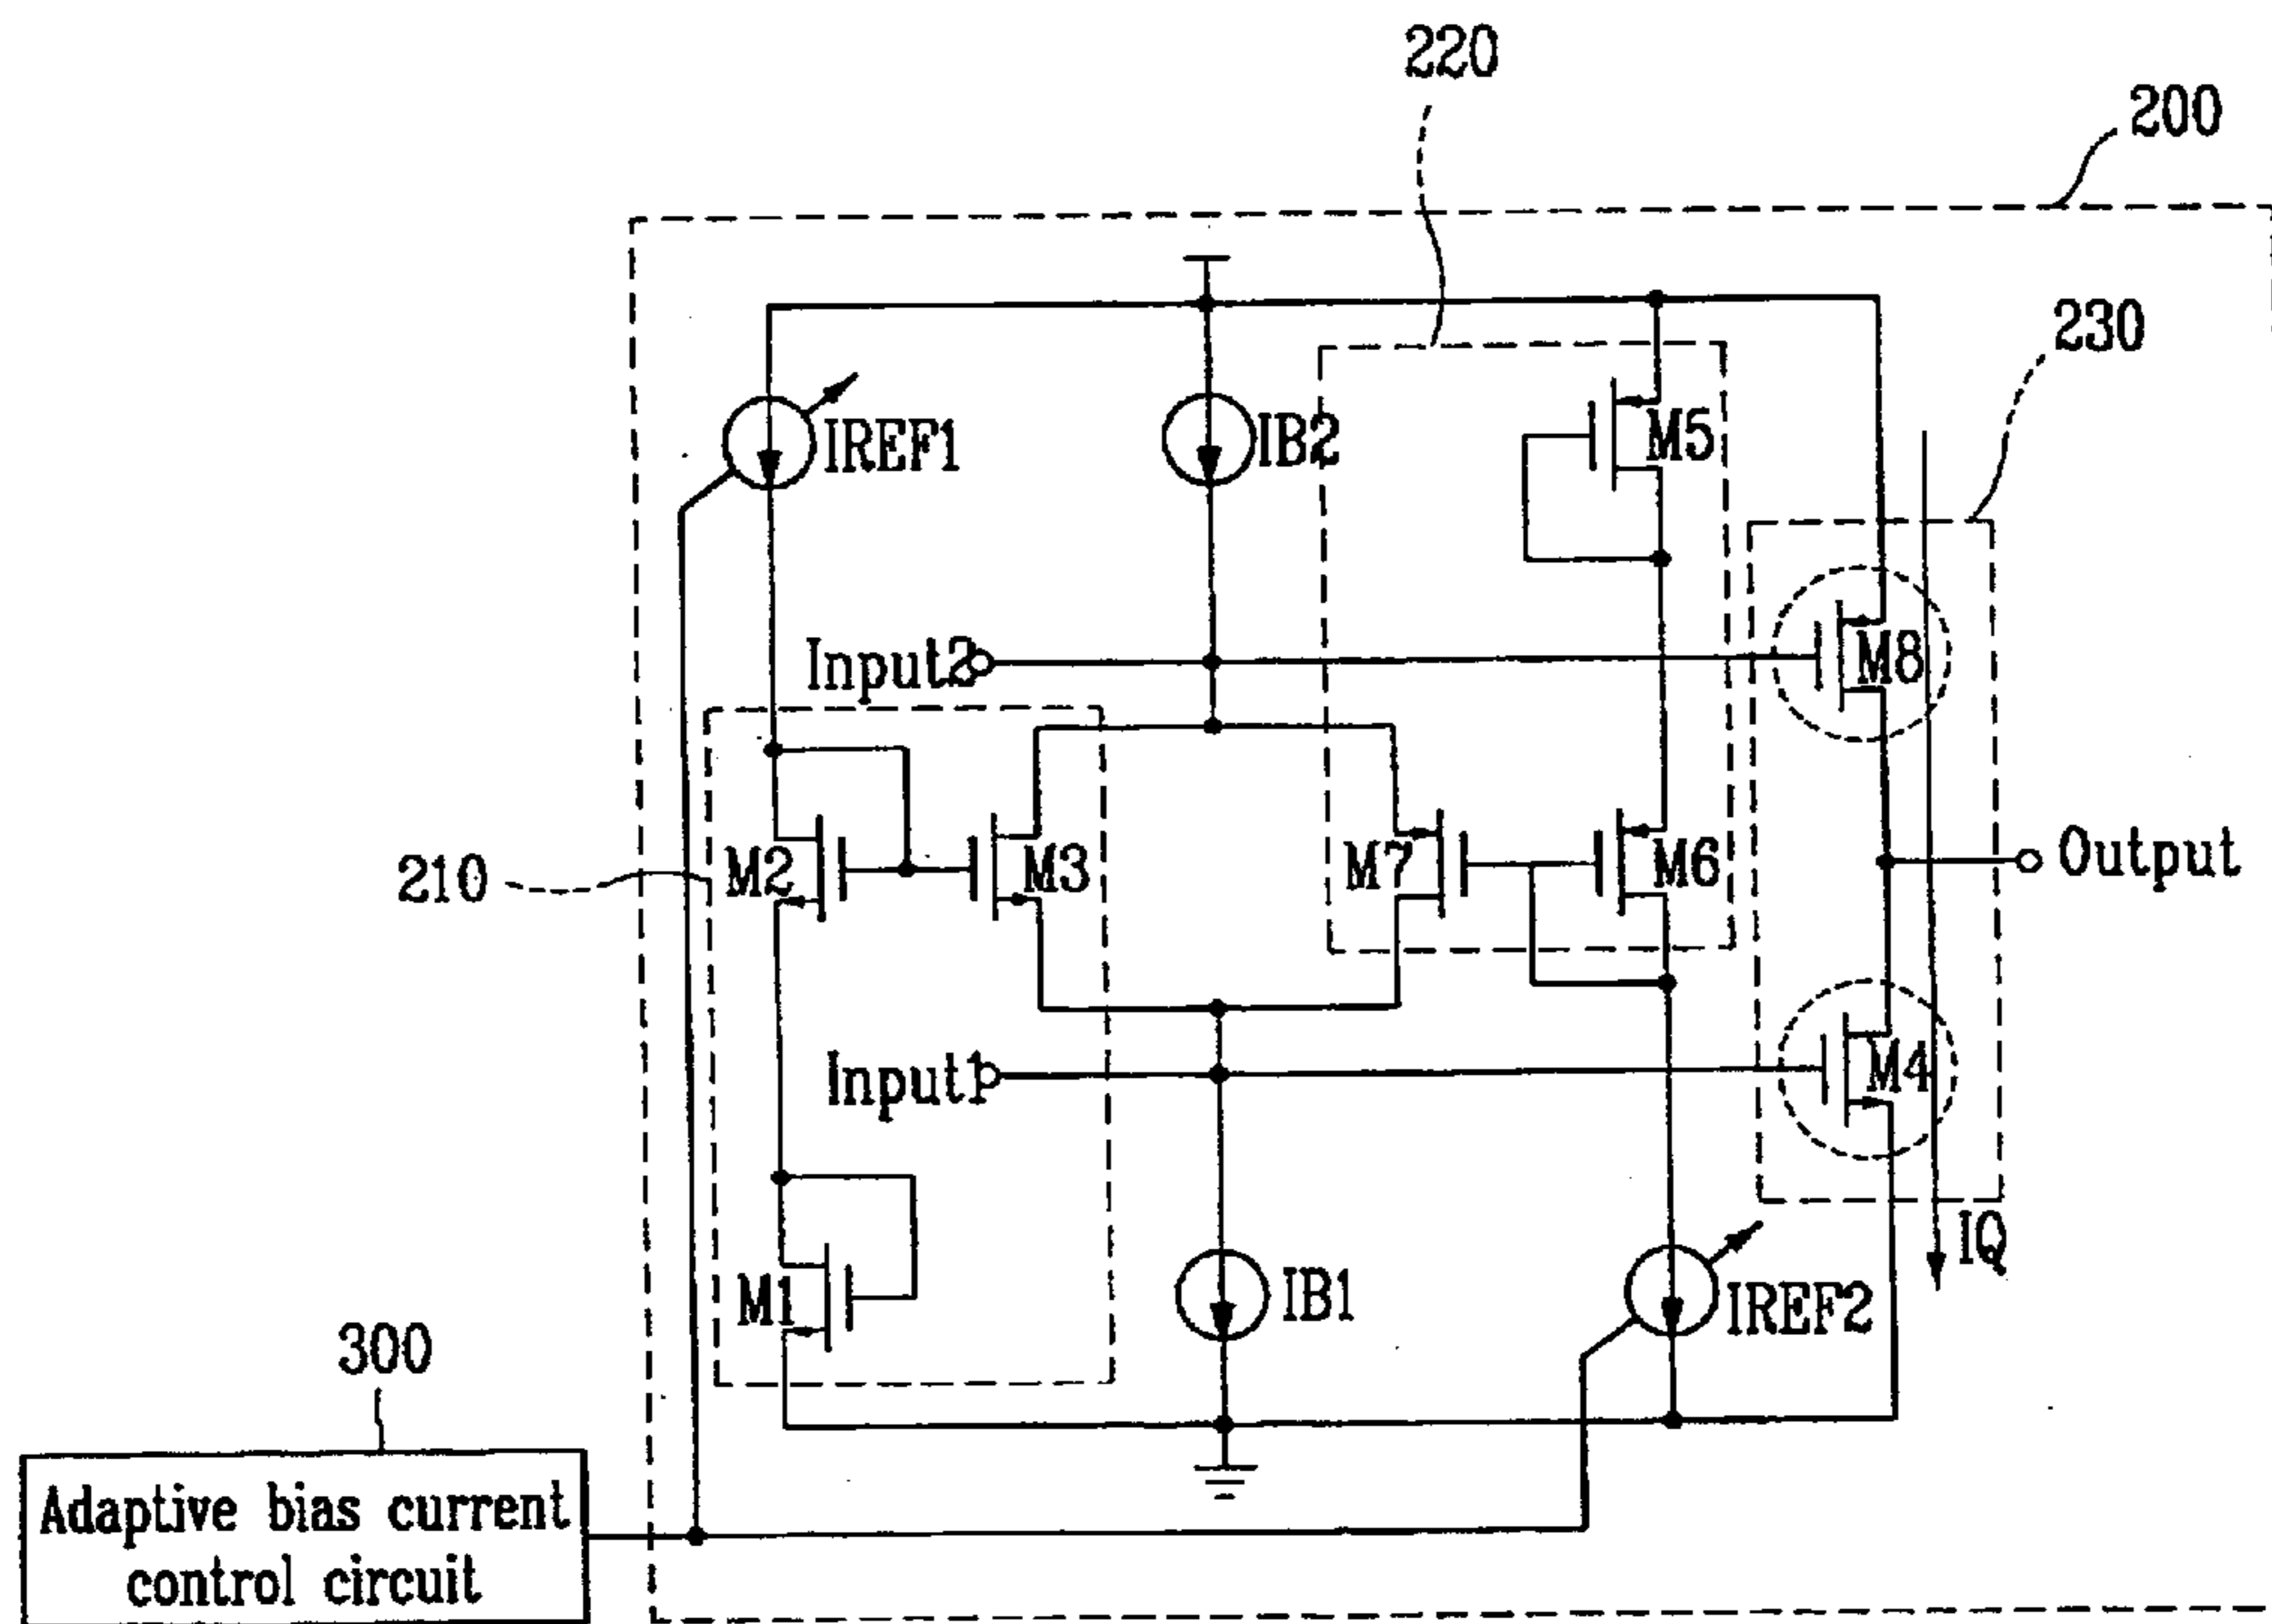 220
200
230
IREF1
IB2
M5
Input2
M8
210
M2
M3
M7
M6
Output
Input1
M4
M1
IB1
IREF2
IQ
300
Adaptive bias current
control circuit